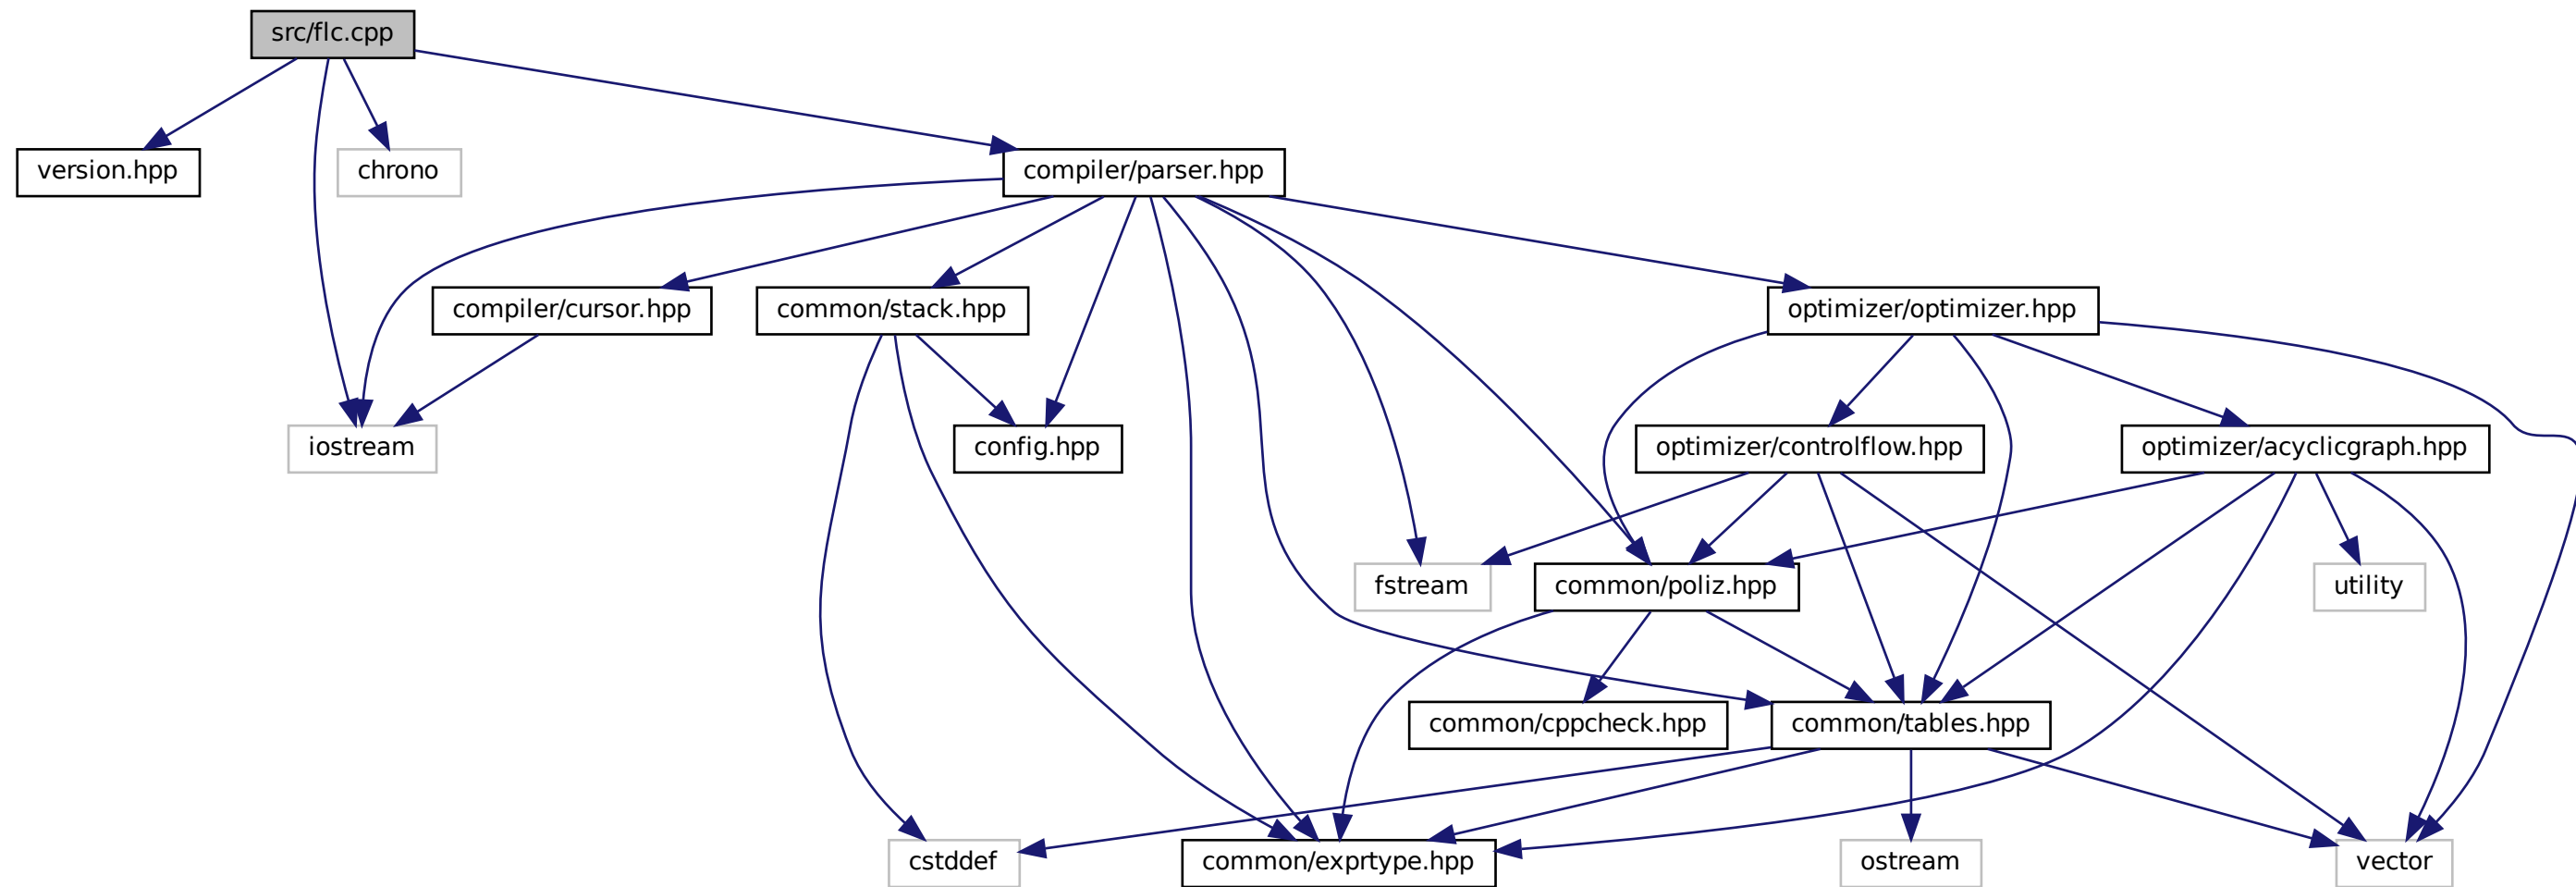 src/flc.cpp
version.hpp
chrono
compiler/parser.hpp
compiler/cursor.hpp
common/stack.hpp
optimizer/optimizer.hpp
iostream
config.hpp
optimizer/controlflow.hpp
optimizer/acyclicgraph.hpp
fstream
common/poliz.hpp
utility
common/cppcheck.hpp
common/tables.hpp
cstddef
common/exprtype.hpp
ostream
vector